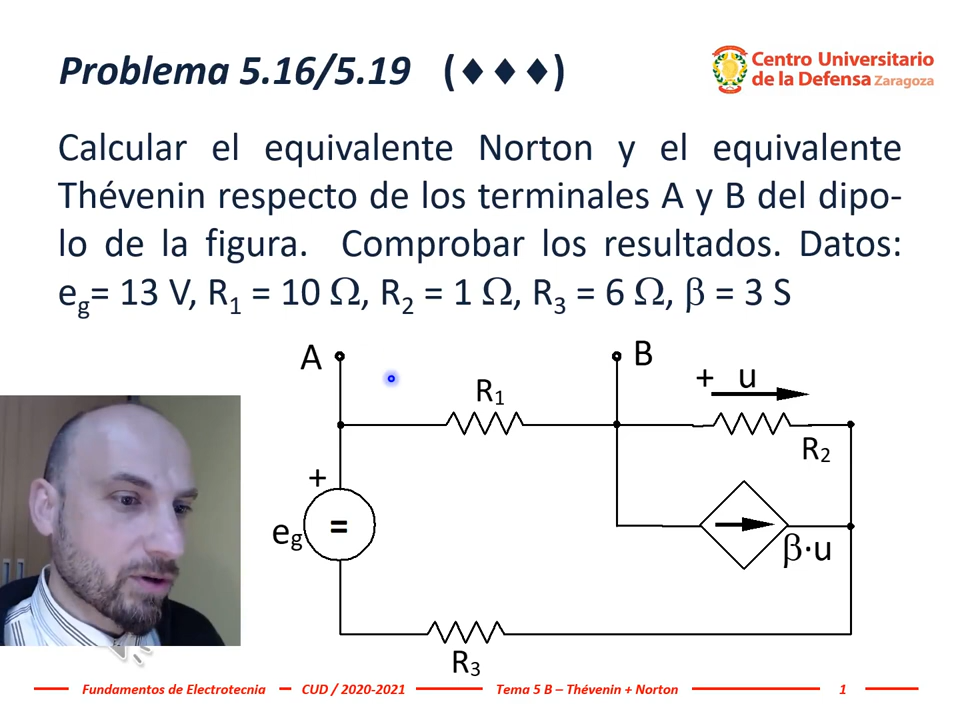 Problema 5.16/5.19 (♦♦♦)
Centro Universitario
de la Defensa Zaragoza
Calcular el equivalente Norton y el equivalente
Thévenin respecto de los terminales A y B del dipo-
lo de la figura. Comprobar los resultados. Datos:
eg= 13 V, R1 = 10 Ω, R2 = 1 Ω, R3 = 6 Ω, β = 3 S
A
B
+ u
R1
R2
+
eg
=
β·u
R3
Fundamentos de Electrotecnia
CUD / 2020-2021
Tema 5 B – Thévenin + Norton
1